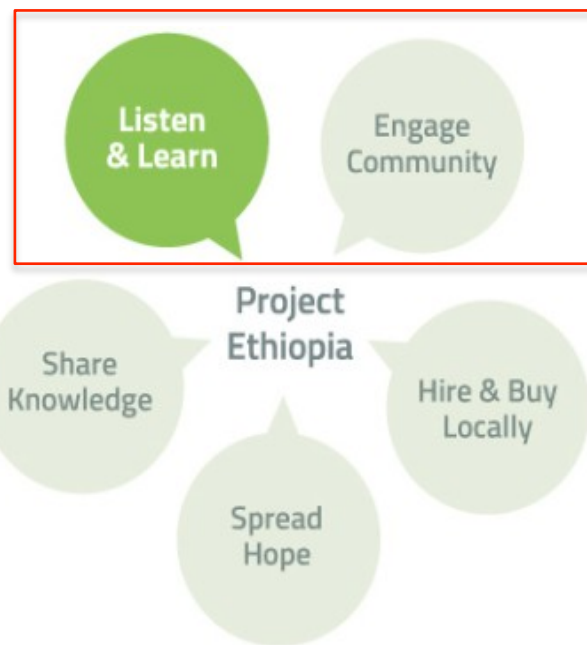 Listen
& Learn
Engage
Community
Project
Ethiopia
Share
Knowledge
Hire & Buy
Locally
Spread
Hope